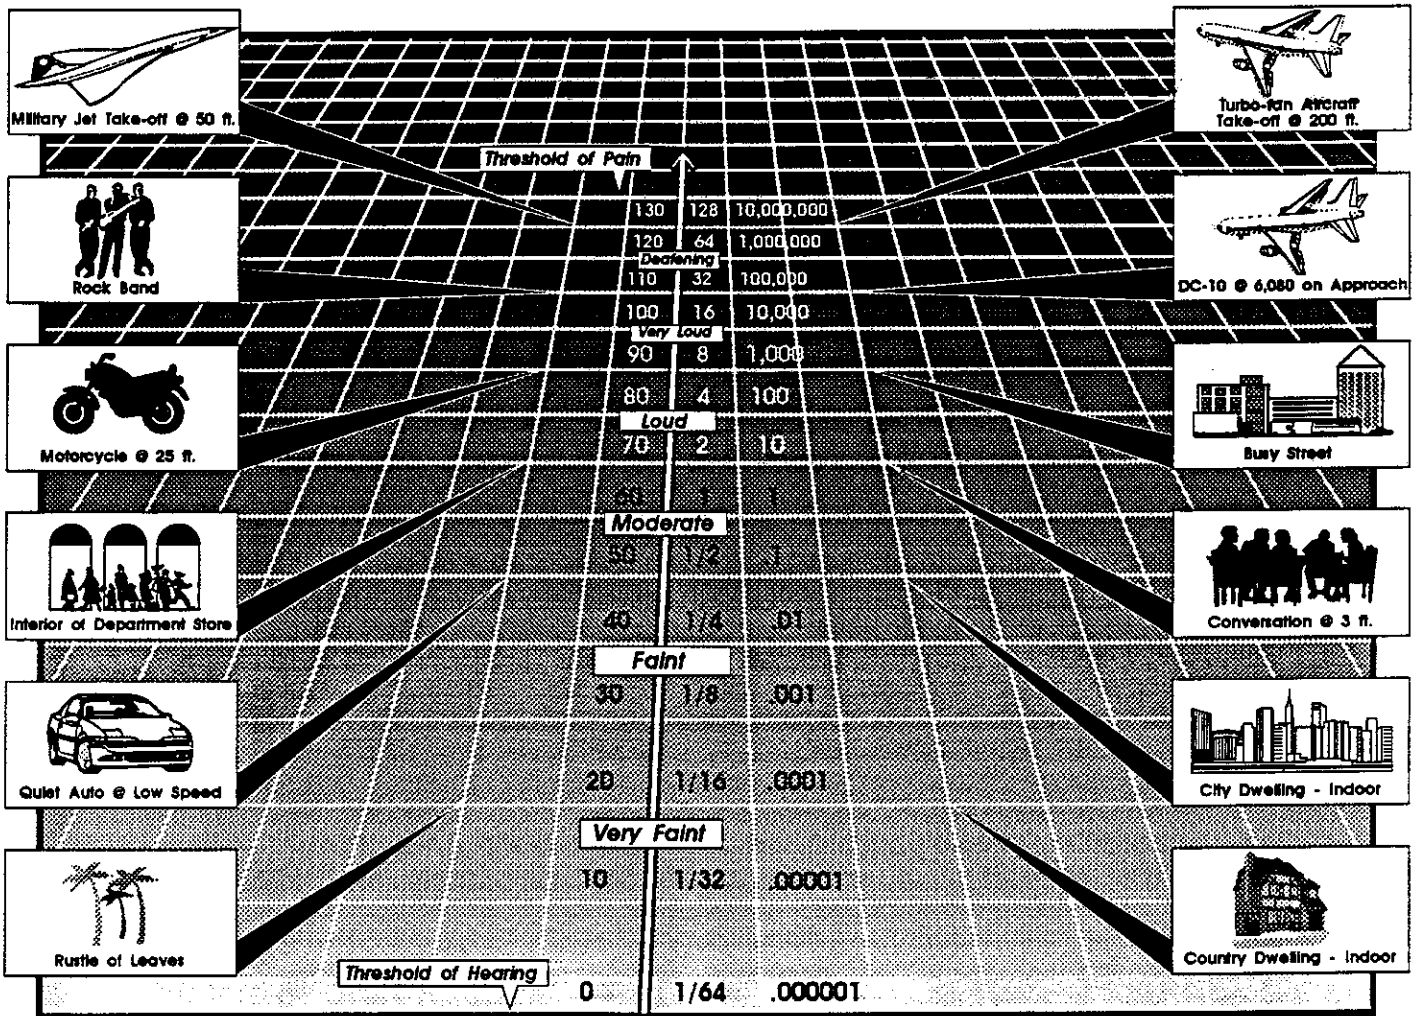 Military Jet Take-off @ 50 ft.
Turbo-fan Aircraft
Take-off @ 200 ft.
Threshold of Pain
130 128 10,000,000
120 64 1,000,000
Deafening
110 32 100,000
100 16 10,000
Very Loud
90 8 1,000
80 4 100
Loud
70 2 10
60 1 1
Moderate
50 1/2 .1
40 1/4 .01
Faint
30 1/8 .001
20 1/16 .0001
Very Faint
10 1/32 .00001
Threshold of Hearing
0 1/64 .000001
Rock Band
DC-10 @ 6,080 on Approach
Motorcycle @ 25 ft.
Busy Street
Interior of Department Store
Conversation @ 3 ft.
Quiet Auto @ Low Speed
City Dwelling - Indoor
Rustle of Leaves
Country Dwelling - Indoor